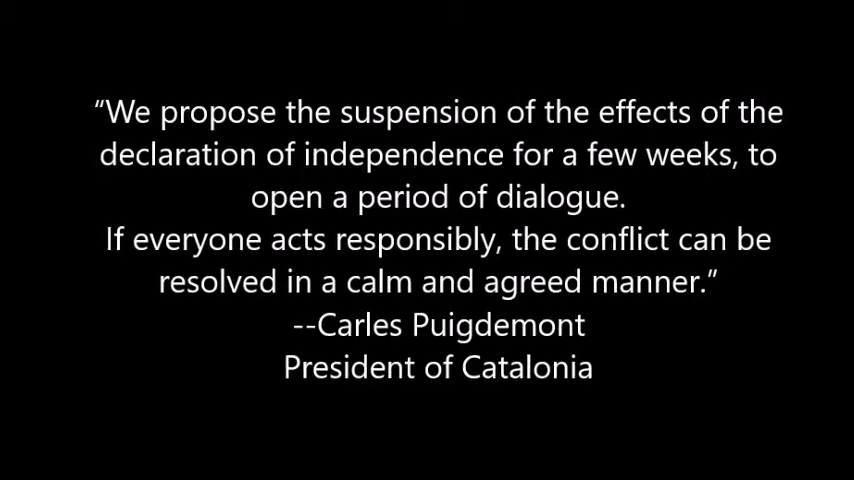 “We propose the suspension of the effects of the
declaration of independence for a few weeks, to
open a period of dialogue.
If everyone acts responsibly, the conflict can be
resolved in a calm and agreed manner.”
--Carles Puigdemont
President of Catalonia